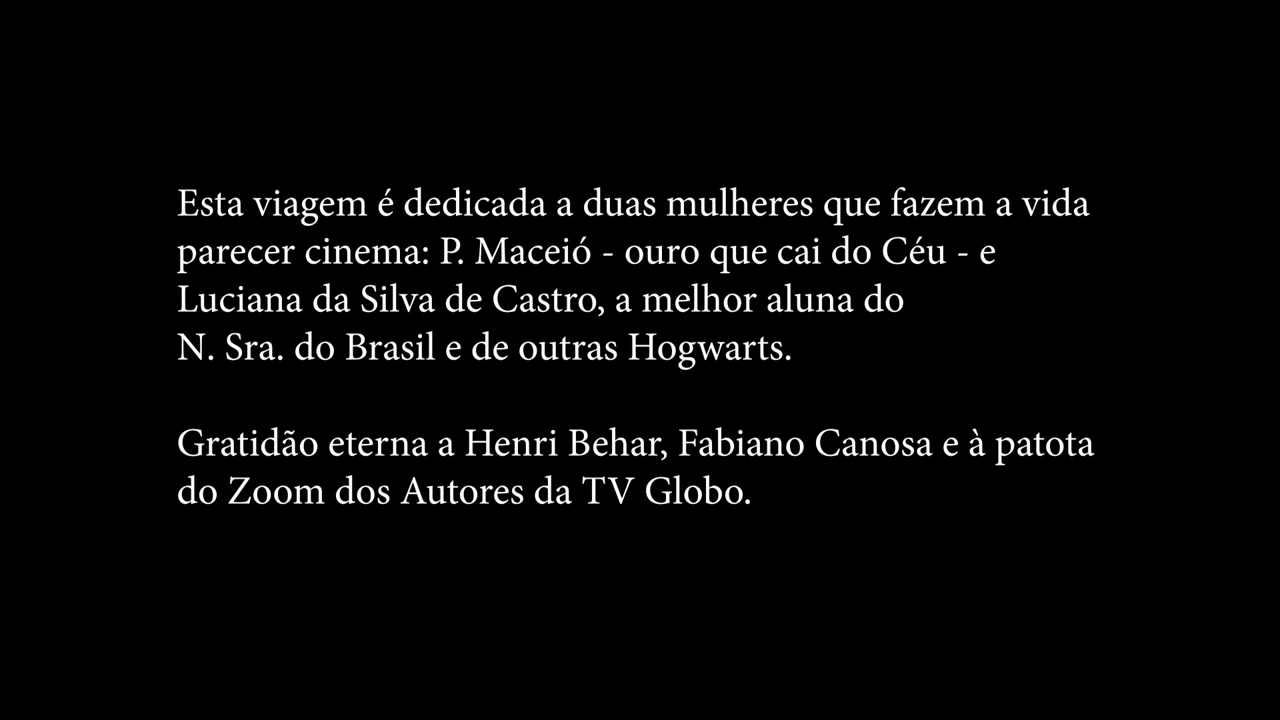 Esta viagem é dedicada a duas mulheres que fazem a vida
parecer cinema: P. Maceió - ouro que cai do Céu - e
Luciana da Silva de Castro, a melhor aluna do
N. Sra. do Brasil e de outras Hogwarts.
Gratidão eterna a Henri Behar, Fabiano Canosa e à patota
do Zoom dos Autores da TV Globo.